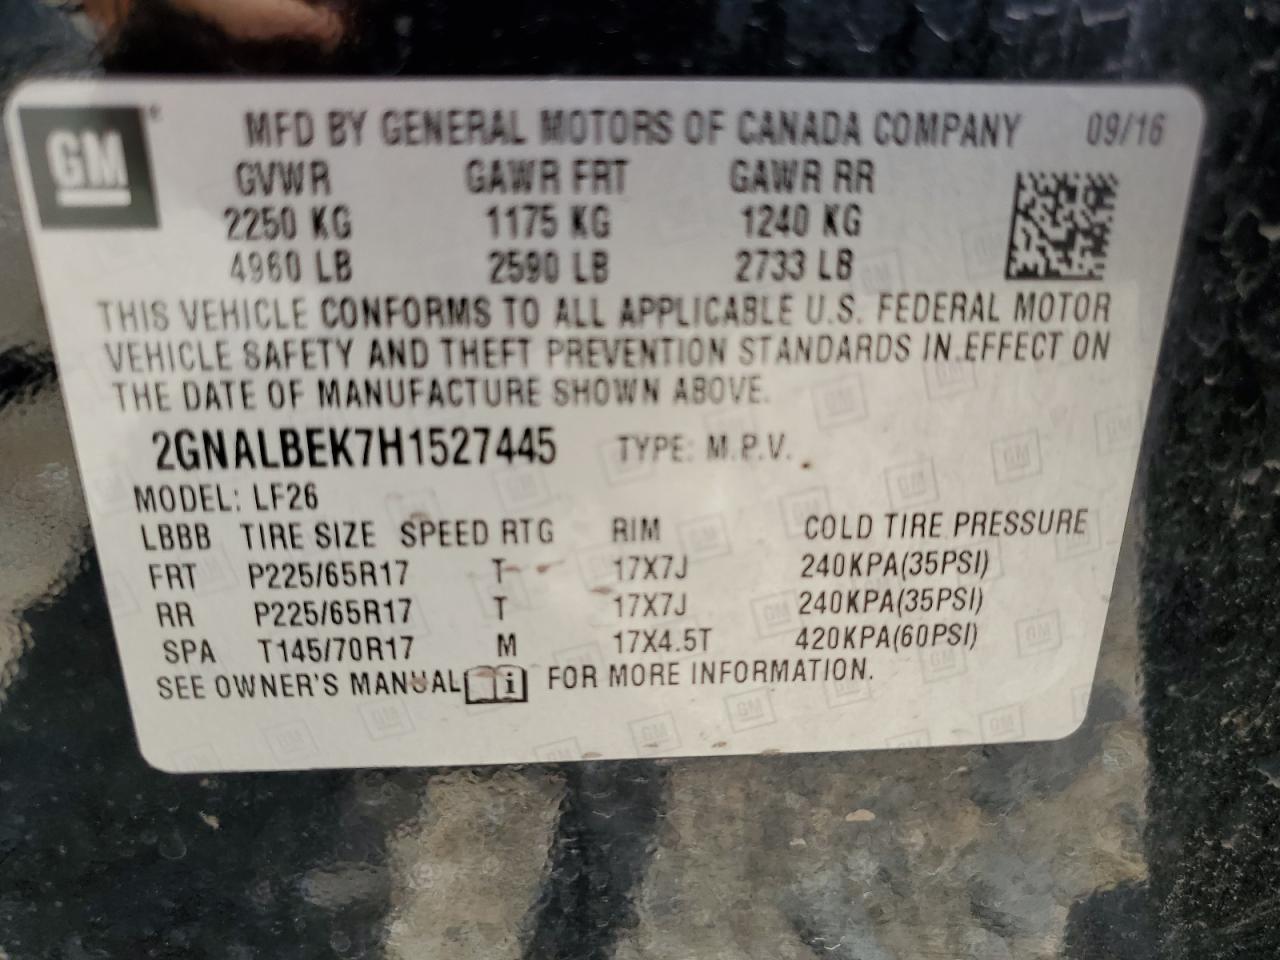 GM ®
MFD BY GENERAL MOTORS OF CANADA COMPANY 09/16
GVWR GAWR FRT GAWR RR
2250 KG 1175 KG 1240 KG
4960 LB 2590 LB 2733 LB
THIS VEHICLE CONFORMS TO ALL APPLICABLE U.S. FEDERAL MOTOR
VEHICLE SAFETY AND THEFT PREVENTION STANDARDS IN EFFECT ON
THE DATE OF MANUFACTURE SHOWN ABOVE.
2GNALBEK7H1527445 TYPE: M.P.V.
MODEL: LF26
LBBB TIRE SIZE SPEED RTG RIM COLD TIRE PRESSURE
FRT P225/65R17 T 17X7J 240KPA(35PSI)
RR P225/65R17 T 17X7J 240KPA(35PSI)
SPA T145/70R17 M 17X4.5T 420KPA(60PSI)
SEE OWNER'S MANUAL i FOR MORE INFORMATION.